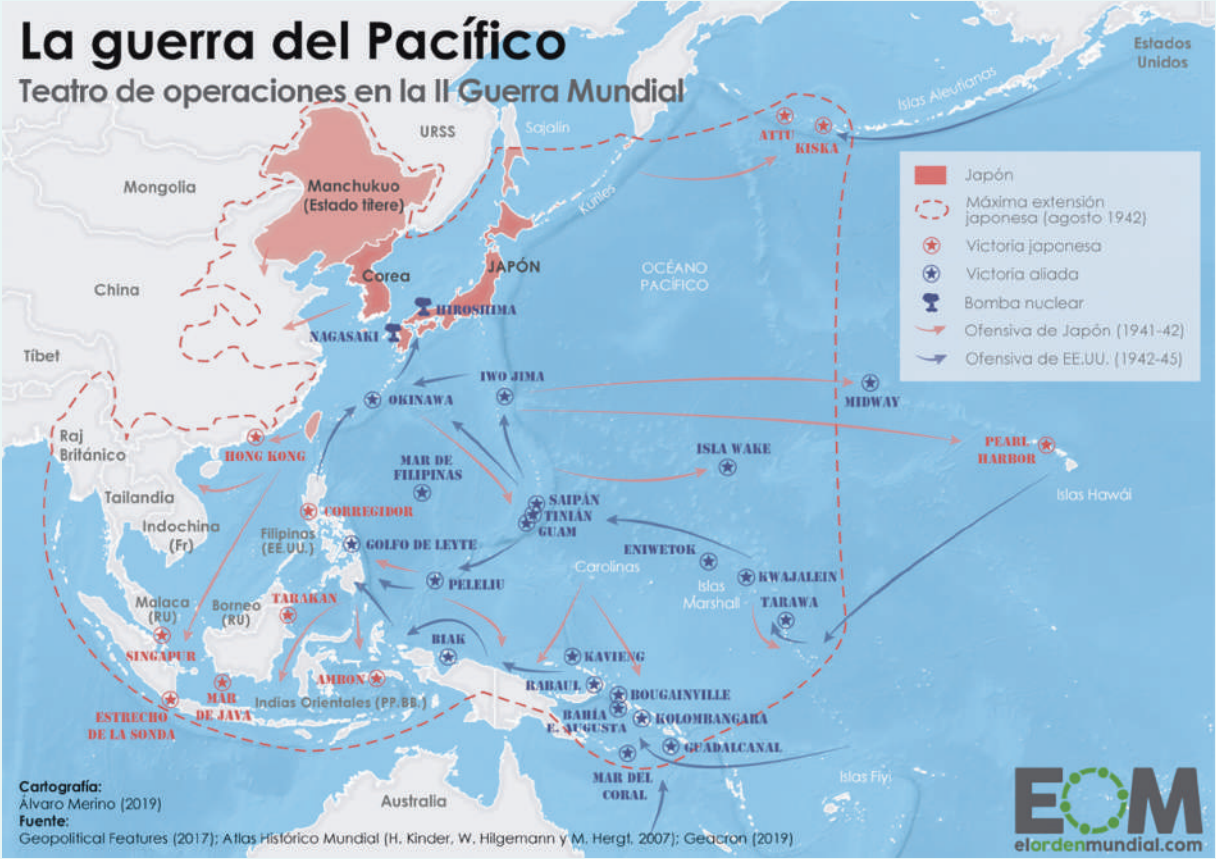 La guerra del Pacífico
Teatro de operaciones en la II Guerra Mundial
Estados
Unidos
Islas Aleutianas
URSS
Sajalín
ATTU
KISKA
Mongolia
Manchukuo
(Estado títere)
Kuriles
Japón
Máxima extensión
japonesa (agosto 1942)
Victoria japonesa
Victoria aliada
Bomba nuclear
Ofensiva de Japón (1941-42)
Ofensiva de EE.UU. (1942-45)
Corea
JAPÓN
OCÉANO
PACÍFICO
China
HIROSHIMA
NAGASAKI
Tíbet
IWO JIMA
OKINAWA
MIDWAY
Raj
Británico
HONG KONG
MAR DE
FILIPINAS
ISLA WAKE
PEARL
HARBOR
Islas Hawái
Tailandia
SAIPÁN
TINIÁN
GUAM
CORREGIDOR
Indochina
(Fr)
Filipinas
(EE.UU.)
GOLFO DE LEYTE
ENIWETOK
Carolinas
PELELIU
KWAJALEIN
Islas
Marshall
TARAWA
Malaca
(RU)
Borneo
(RU)
TARAKAN
SINGAPUR
BIAK
KAVIENG
AMBON
RABAUL
BOUGAINVILLE
MAR
DE JAVA
Indias Orientales (PP.BB.)
BAHÍA
E. AUGUSTA
KOLOMBANGARA
ESTRECHO
DE LA SONDA
GUADALCANAL
MAR DEL
CORAL
Islas Fiyi
Australia
Cartografía:
Álvaro Merino (2019)
Fuente:
Geopolitical Features (2017); Atlas Histórico Mundial (H. Kinder, W. Hilgemann y M. Hergt, 2007); Geacron (2019)
EOM
elordenmundial.com